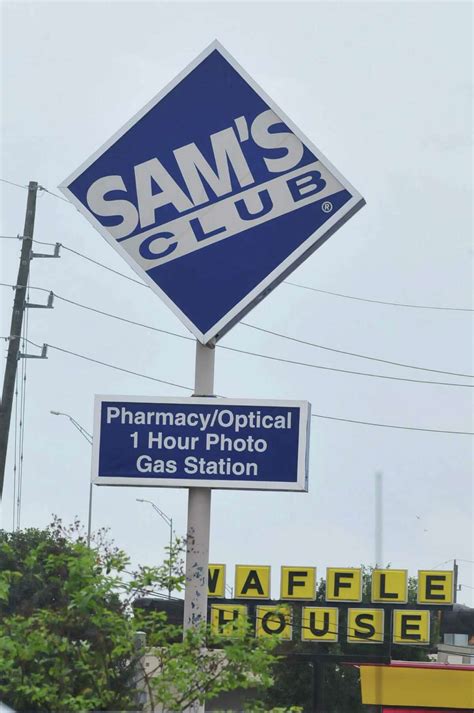 SAM'S
CLUB®
Pharmacy/Optical
1 Hour Photo
Gas Station
WAFFLE
House